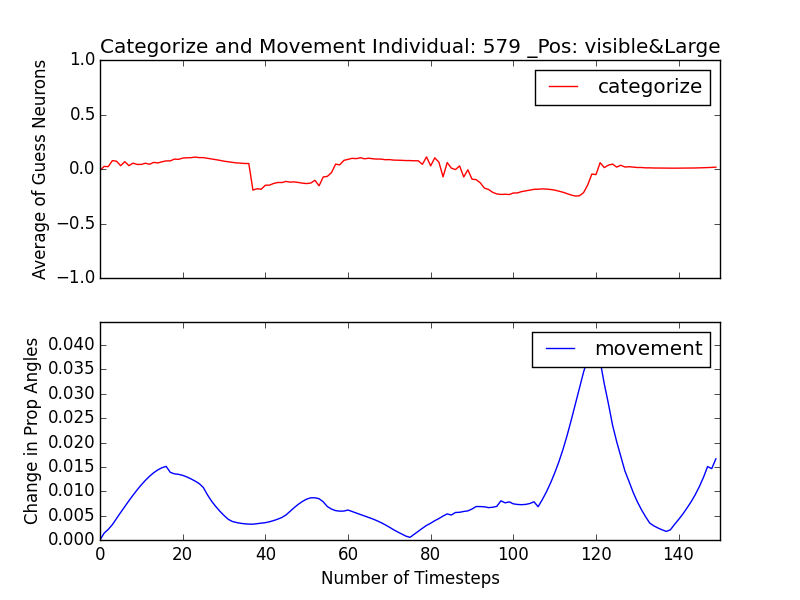 Categorize and Movement Individual: 579 _Pos: visible&Large
1.0
0.5
0.0
−0.5
−1.0
Average of Guess Neurons
categorize
0.040
0.035
0.030
0.025
0.020
0.015
0.010
0.005
0.000
Change in Prop Angles
movement
0 20 40 60 80 100 120 140
Number of Timesteps